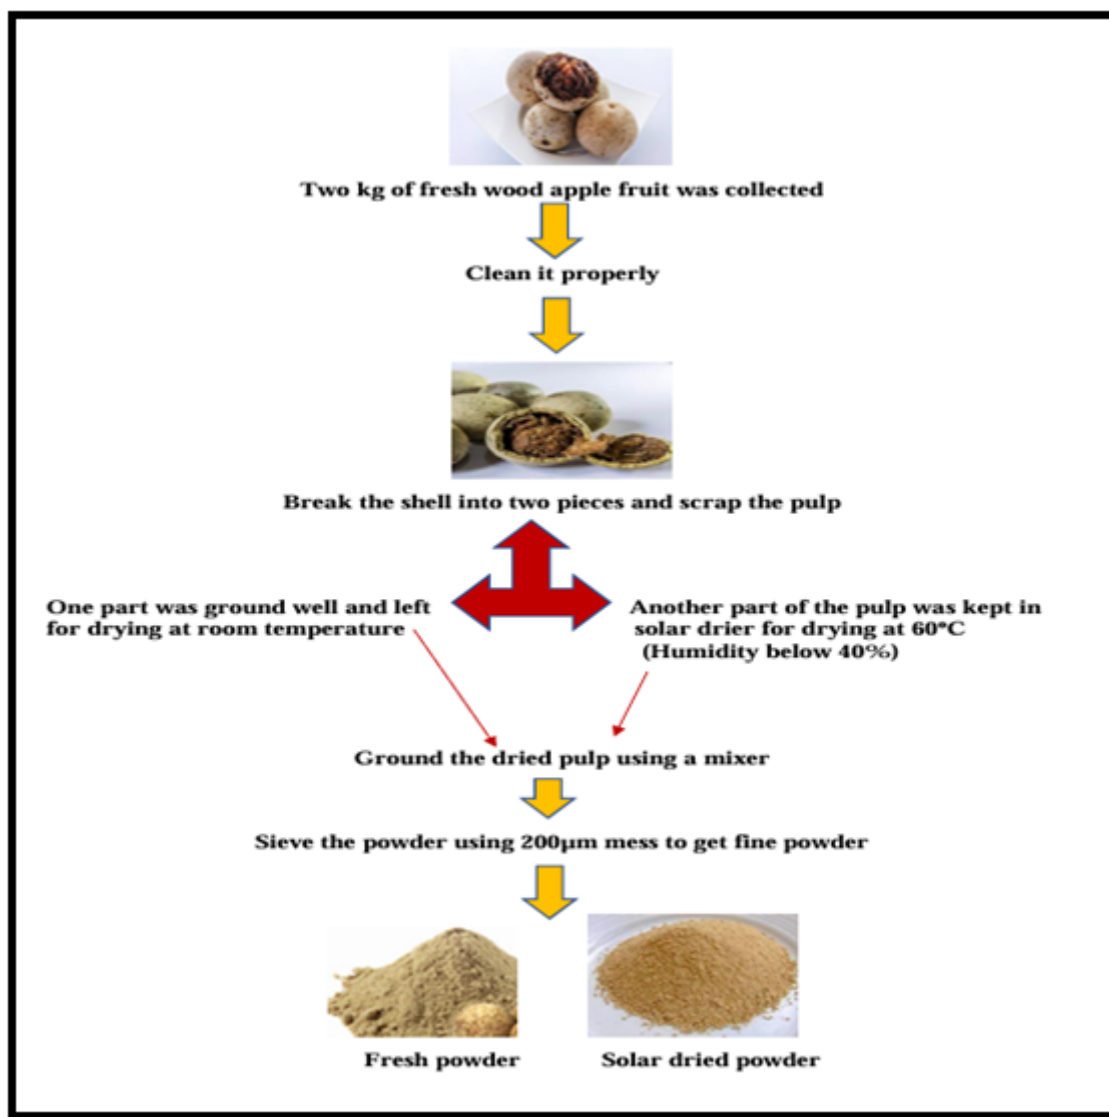 Two kg of fresh wood apple fruit was collected
Clean it properly
Break the shell into two pieces and scrap the pulp
One part was ground well and left
for drying at room temperature
Another part of the pulp was kept in
solar drier for drying at 60°C
(Humidity below 40%)
Ground the dried pulp using a mixer
Sieve the powder using 200µm mess to get fine powder
Fresh powder
Solar dried powder